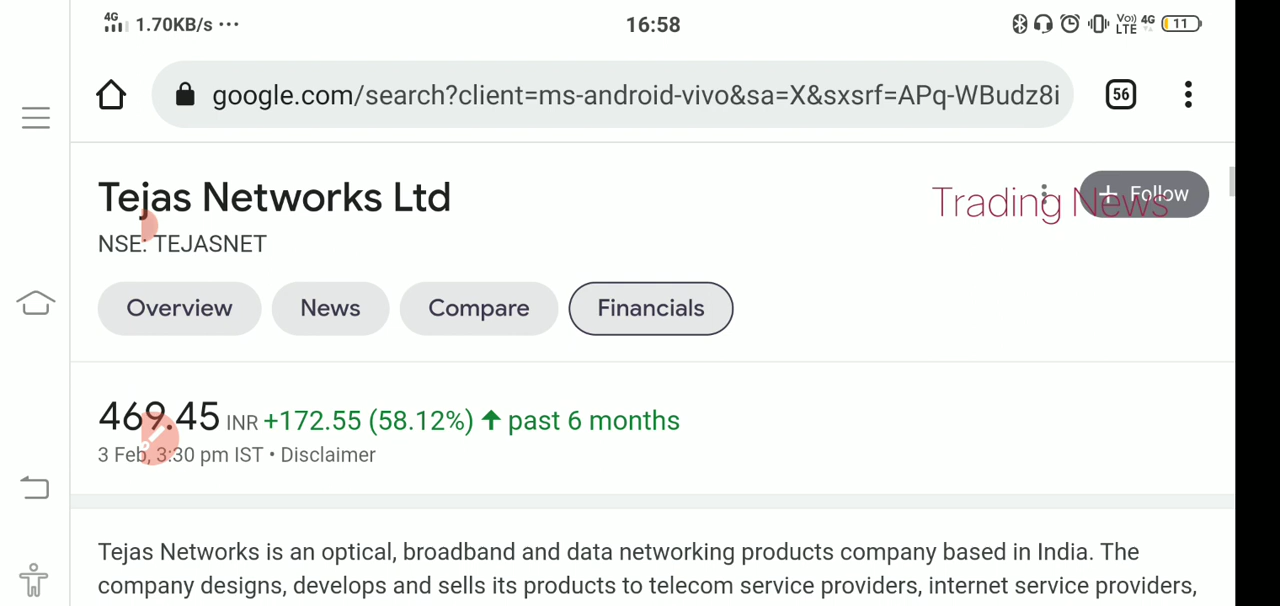 4G 1.70KB/s ··· 16:58 Vo)) LTE 4G 11
google.com/search?client=ms-android-vivo&sa=X&sxsrf=APq-WBudz8i 56
Tejas Networks Ltd Trading News + Follow
NSE: TEJASNET
Overview News Compare Financials
469.45 INR +172.55 (58.12%) ↑ past 6 months
3 Feb, 3:30 pm IST • Disclaimer
Tejas Networks is an optical, broadband and data networking products company based in India. The
company designs, develops and sells its products to telecom service providers, internet service providers,